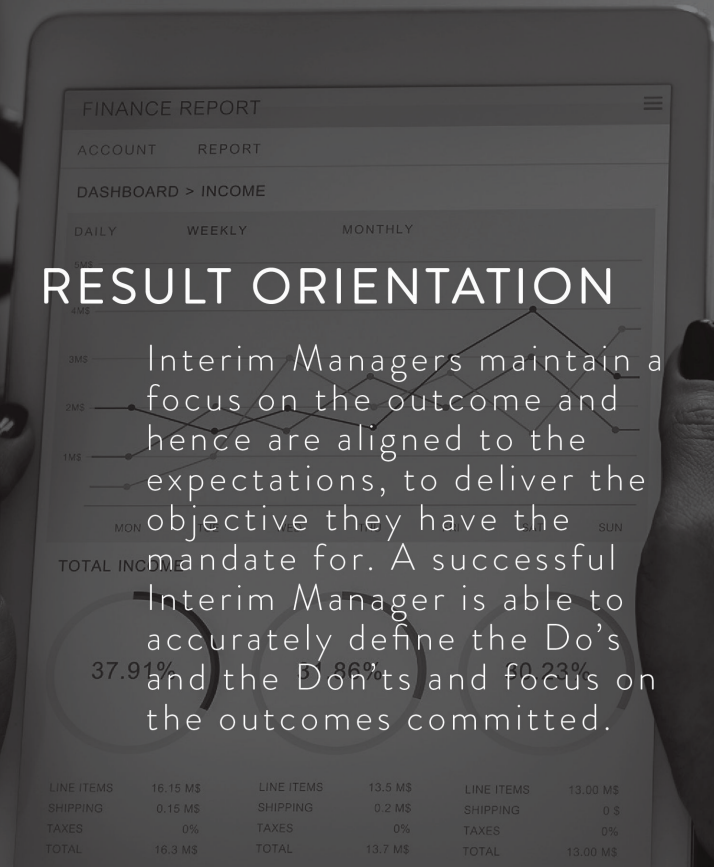 FINANCE REPORT
ACCOUNT REPORT
DASHBOARD > INCOME
DAILY WEEKLY MONTHLY
5M$
RESULT ORIENTATION
4M$
Interim Managers maintain a
3M$
focus on the outcome and
2M$
hence are aligned to the
1M$
expectations, to deliver the
objective they have the
MON SUN
mandate for. A successful
TOTAL INCOME
Interim Manager is able to
accurately define the Do's
37.91%
and the Don'ts and focus on
the outcomes committed.
LINE ITEMS 16.15 M$ LINE ITEMS 13.5 M$ LINE ITEMS 13.00 M$
SHIPPING 0.15 M$ SHIPPING 0.2 M$ SHIPPING 0 $
TAXES 0% TAXES 0% TAXES 0%
TOTAL 16.3 M$ TOTAL 13.7 M$ TOTAL 13.00 M$